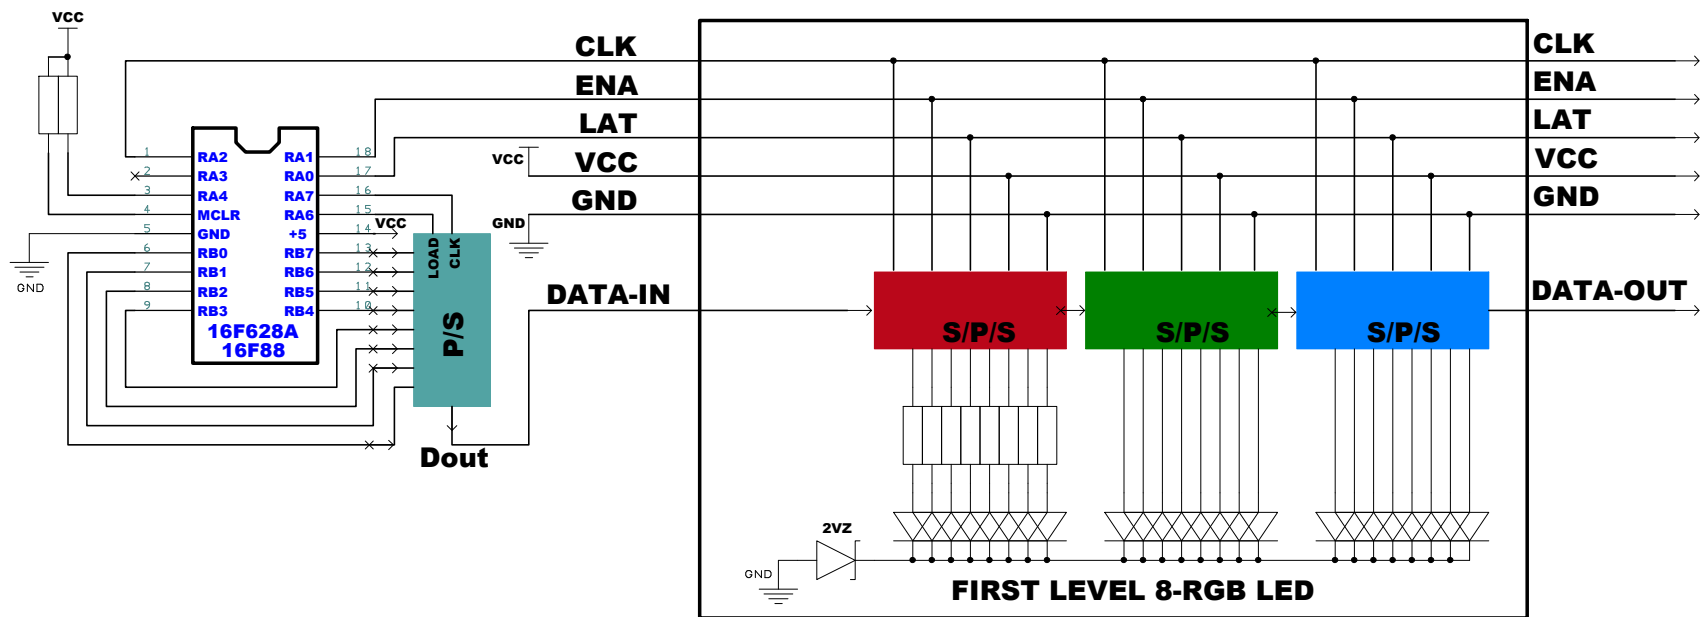 VCC
CLK
CLK
ENA
ENA
LAT
LAT
VCC
VCC
VCC
GND
GND
GND
1 RA2 RA1 18
2 RA3 RA0 17
3 RA4 RA7 16
4 MCLR RA6 15
5 GND +5 14 VCC
6 RB0 RB7 13
7 RB1 RB6 12
8 RB2 RB5 11
9 RB3 RB4 10
16F628A
16F88
GND
LOAD
CLK
P/S
Dout
DATA-IN
S/P/S
S/P/S
S/P/S
DATA-OUT
2VZ
GND
FIRST LEVEL 8-RGB LED